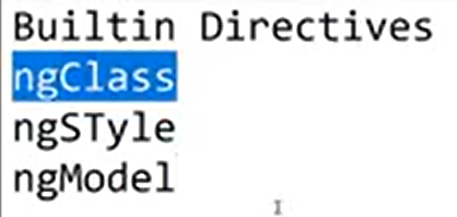 Builtin Directives
ngClass
ngSTyle
ngModel